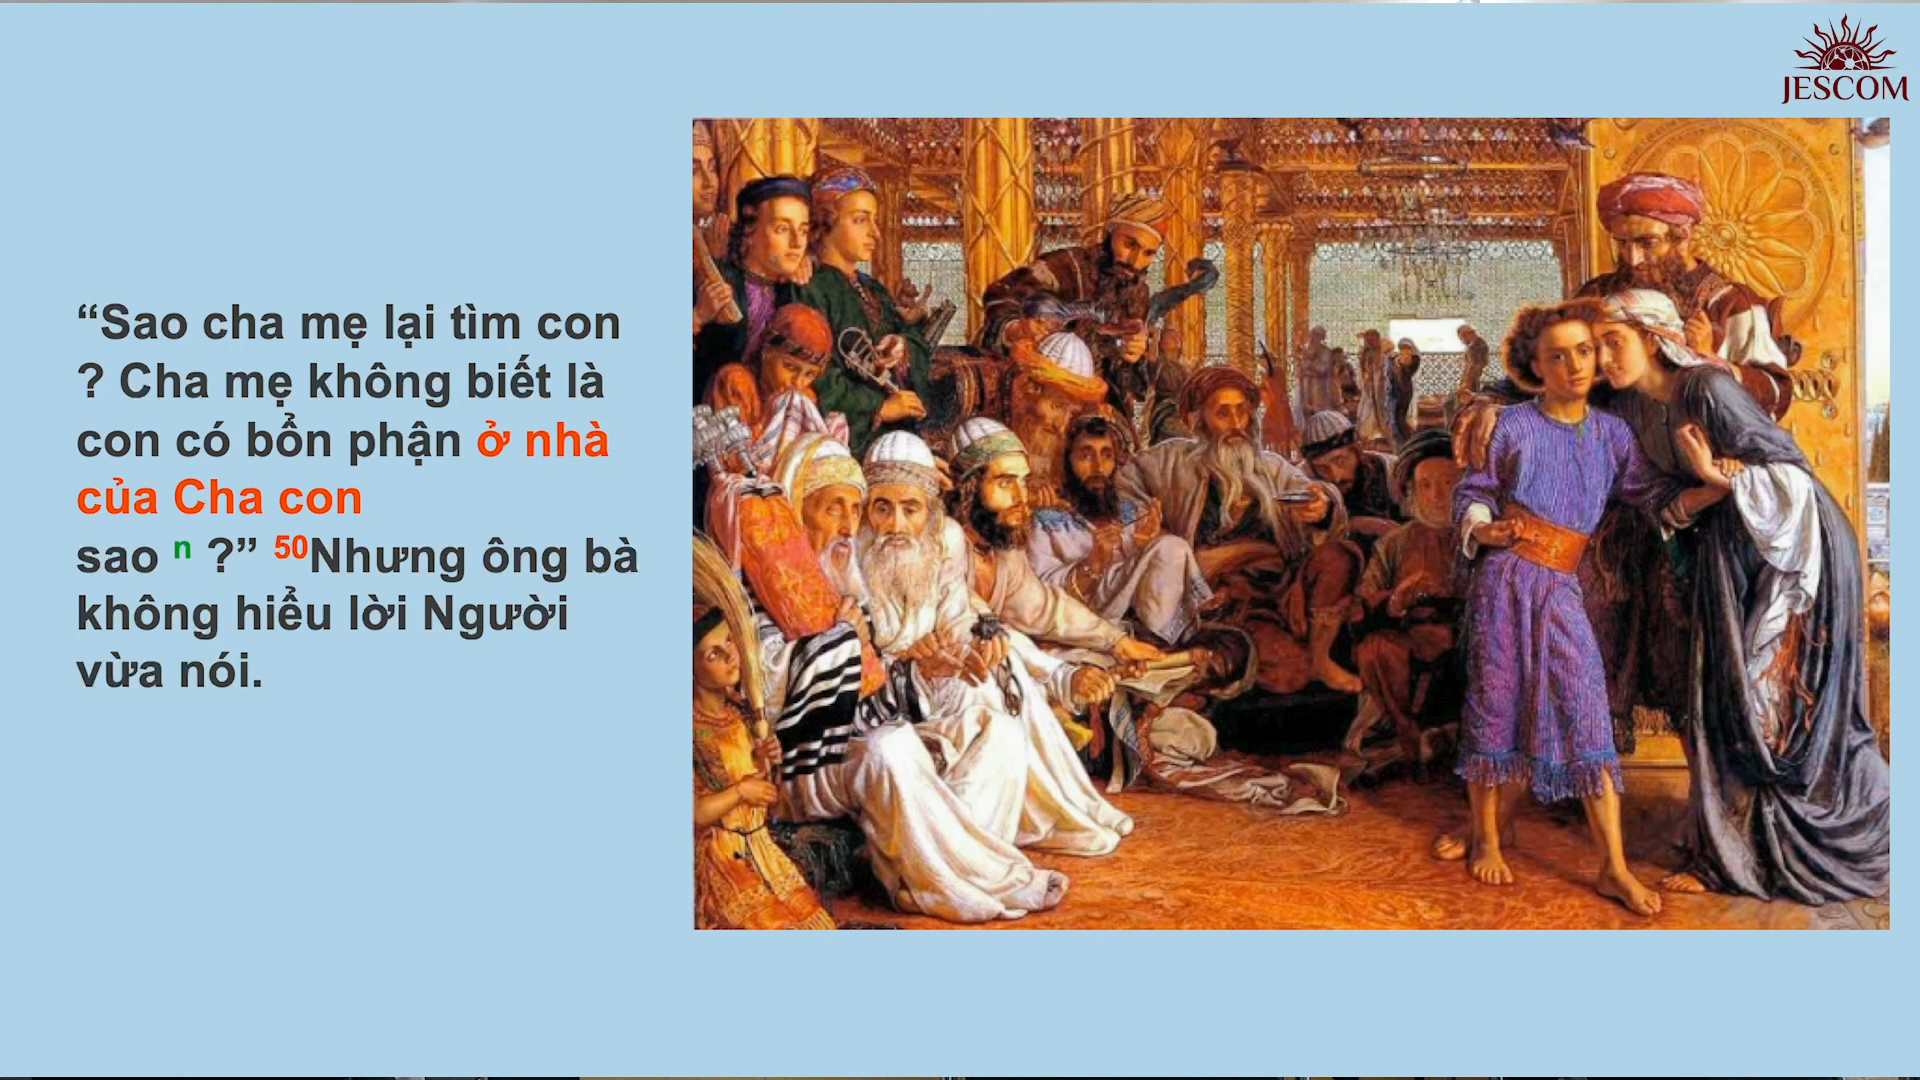 JESCOM
“Sao cha mẹ lại tìm con
? Cha mẹ không biết là
con có bổn phận ở nhà
của Cha con
sao n ?” 50Nhưng ông bà
không hiểu lời Người
vừa nói.